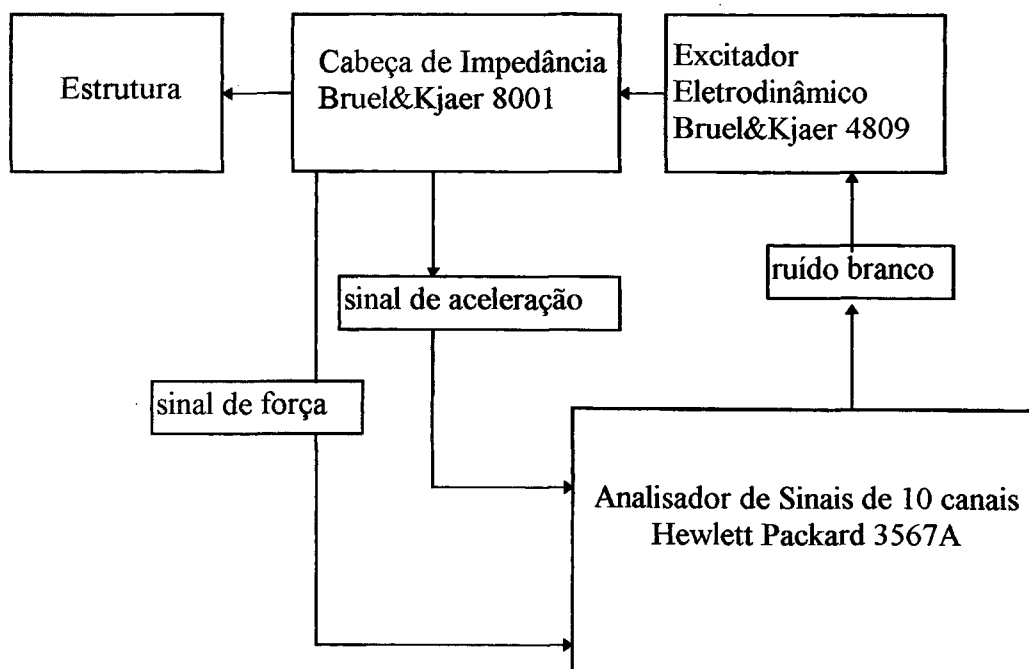 Estrutura
Cabeça de Impedância
Bruel&Kjaer 8001
Excitador
Eletrodinâmico
Bruel&Kjaer 4809
ruído branco
sinal de aceleração
sinal de força
Analisador de Sinais de 10 canais
Hewlett Packard 3567A